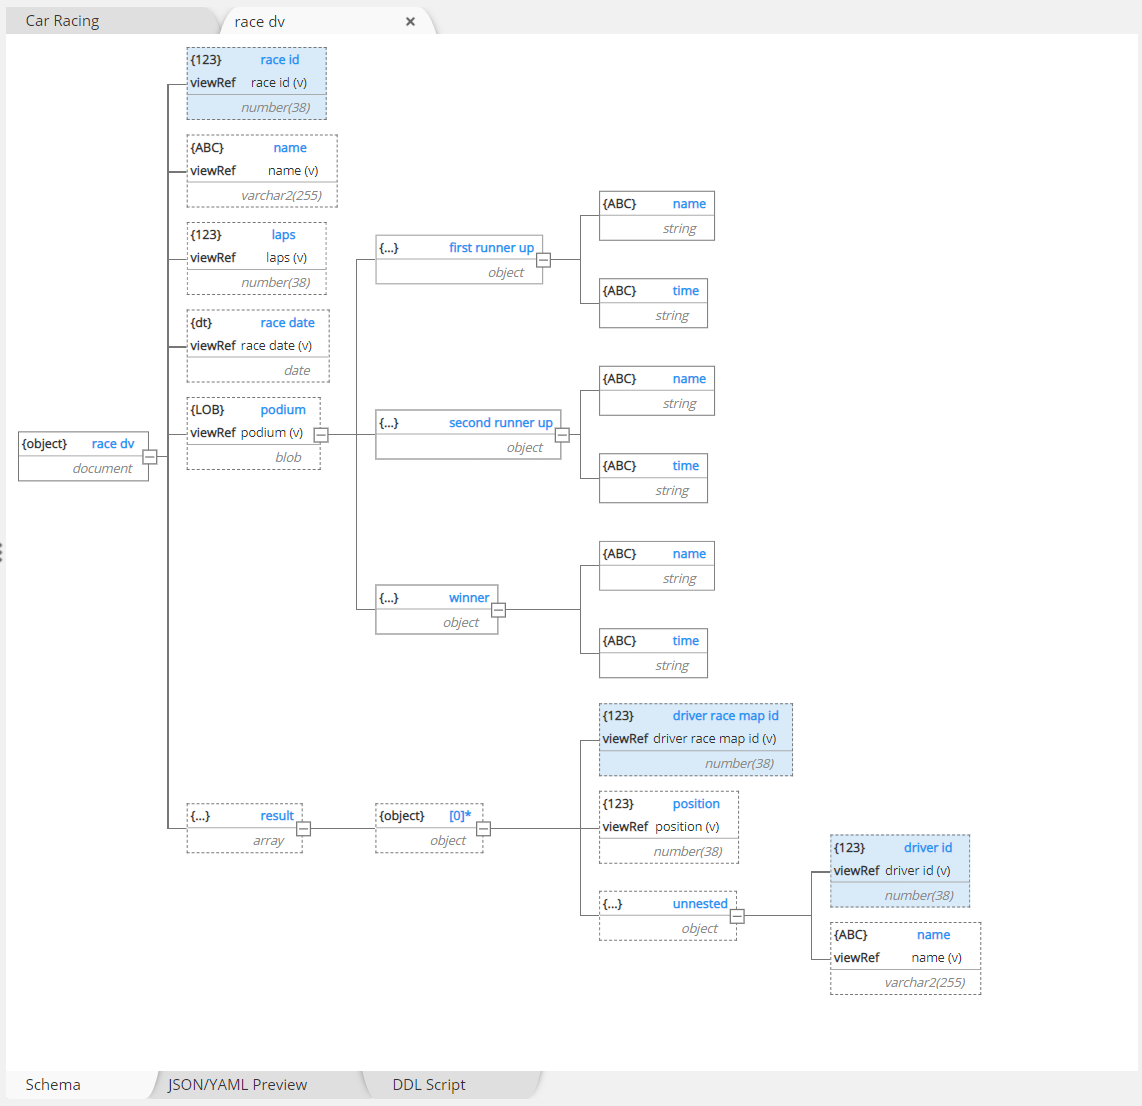 Car Racing
race dv ×
{123} race id
viewRef race id (v)
number(38)
{ABC} name
viewRef name (v)
varchar2(255)
{123} laps
viewRef laps (v)
number(38)
{dt} race date
viewRef race date (v)
date
{LOB} podium
viewRef podium (v)
blob
{object} race dv
document
{...} first runner up
object
{ABC} name
string
{ABC} time
string
{...} second runner up
object
{ABC} name
string
{ABC} time
string
{...} winner
object
{ABC} name
string
{ABC} time
string
{...} result
array
{object} [0]*
object
{123} driver race map id
viewRef driver race map id (v)
number(38)
{123} position
viewRef position (v)
number(38)
{...} unnested
object
{123} driver id
viewRef driver id (v)
number(38)
{ABC} name
viewRef name (v)
varchar2(255)
Schema
JSON/YAML Preview
DDL Script